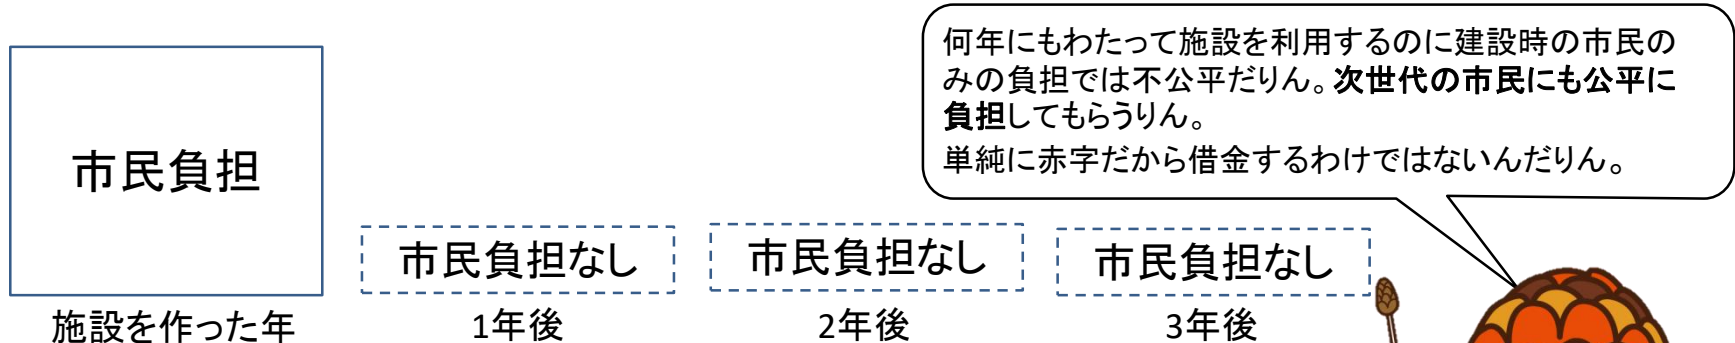 何年にもわたって施設を利用するのに建設時の市民の
みの負担では不公平だりん。次世代の市民にも公平に
負担してもらうりん。
単純に赤字だから借金するわけではないんだりん。
市民負担
市民負担なし
市民負担なし
市民負担なし
施設を作った年
1年後
2年後
3年後